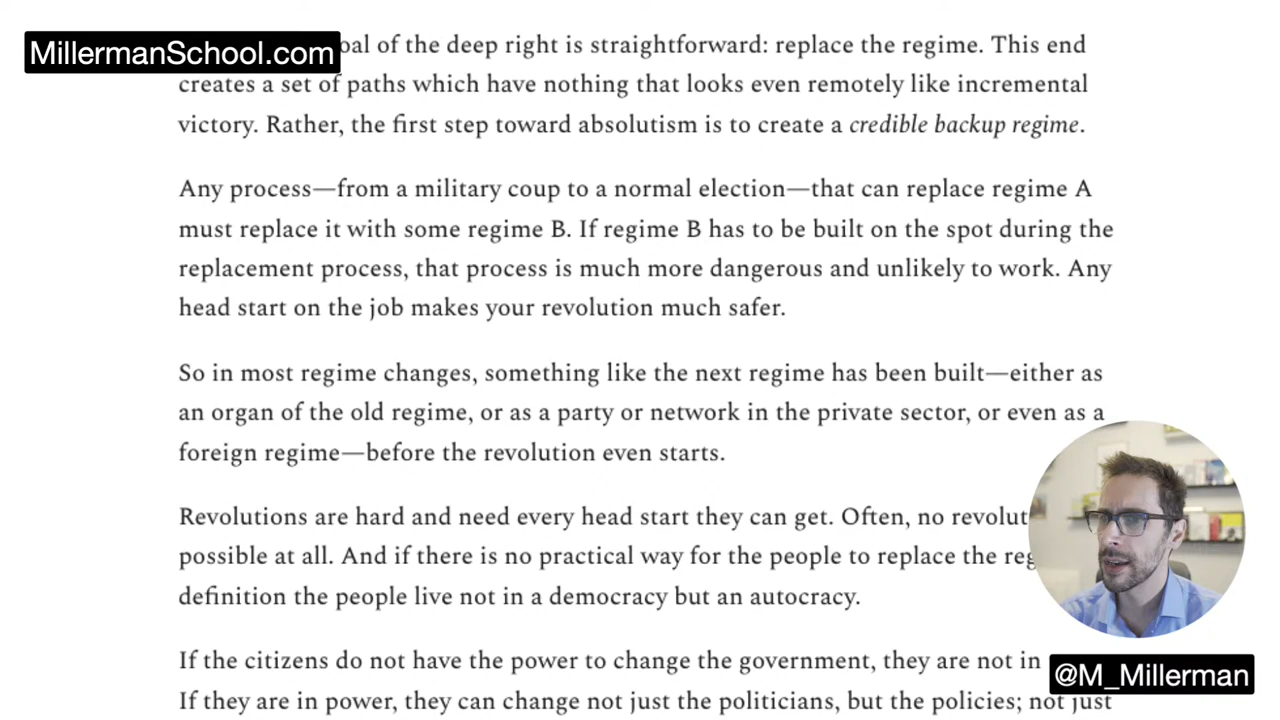 MillermanSchool.com
oal of the deep right is straightforward: replace the regime. This end
creates a set of paths which have nothing that looks even remotely like incremental
victory. Rather, the first step toward absolutism is to create a credible backup regime.
Any process—from a military coup to a normal election—that can replace regime A
must replace it with some regime B. If regime B has to be built on the spot during the
replacement process, that process is much more dangerous and unlikely to work. Any
head start on the job makes your revolution much safer.
So in most regime changes, something like the next regime has been built—either as
an organ of the old regime, or as a party or network in the private sector, or even as a
foreign regime—before the revolution even starts.
Revolutions are hard and need every head start they can get. Often, no revolut
possible at all. And if there is no practical way for the people to replace the reg
definition the people live not in a democracy but an autocracy.
If the citizens do not have the power to change the government, they are not in
If they are in power, they can change not just the politicians, but the policies; not just
@M_Millerman